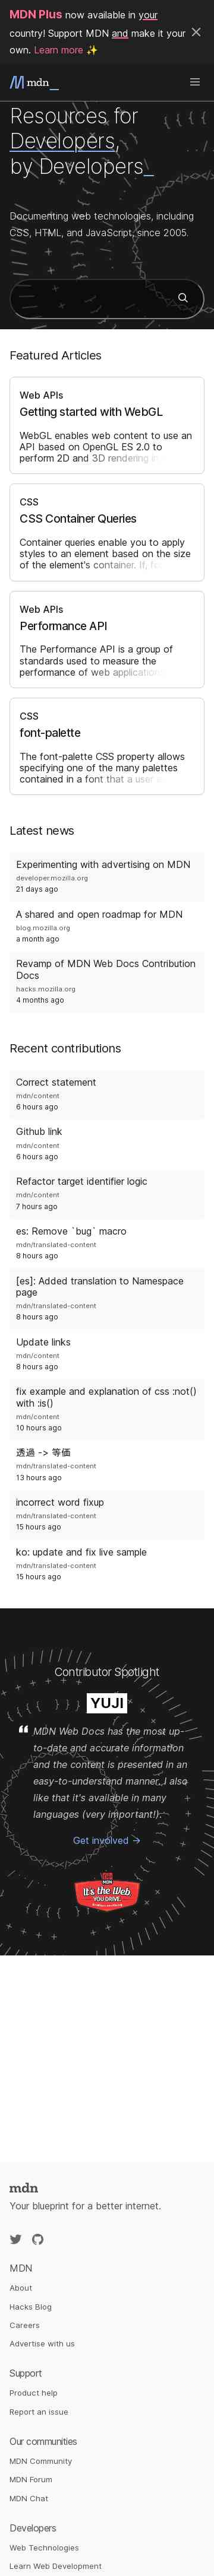 MDN Plus now available in your
country! Support MDN and make it your
own. Learn more ✨
mdn_
Resources for
Developers,
by Developers_
Documenting web technologies, including
CSS, HTML, and JavaScript, since 2005.
Featured Articles
Web APIs
Getting started with WebGL
WebGL enables web content to use an
API based on OpenGL ES 2.0 to
perform 2D and 3D rendering
CSS
CSS Container Queries
Container queries enable you to apply
styles to an element based on the size
of the element's container. If,
Web APIs
Performance API
The Performance API is a group of
standards used to measure the
performance of web
CSS
font-palette
The font-palette CSS property allows
specifying one of the many palettes
contained in a font that a user
Latest news
Experimenting with advertising on MDN
developer.mozilla.org
21 days ago
A shared and open roadmap for MDN
blog.mozilla.org
a month ago
Revamp of MDN Web Docs Contribution
Docs
hacks.mozilla.org
4 months ago
Recent contributions
Correct statement
mdn/content
6 hours ago
Github link
mdn/content
6 hours ago
Refactor target identifier logic
mdn/content
7 hours ago
es: Remove `bug` macro
mdn/translated-content
8 hours ago
[es]: Added translation to Namespace
page
mdn/translated-content
8 hours ago
Update links
mdn/content
8 hours ago
fix example and explanation of css :not()
with :is()
mdn/content
10 hours ago
透過 -> 等価
mdn/translated-content
13 hours ago
incorrect word fixup
mdn/translated-content
15 hours ago
ko: update and fix live sample
mdn/translated-content
15 hours ago
Contributor Spotlight
YUJI
MDN Web Docs has the most up-
to-date and accurate information
and the content is presented in an
easy-to-understand manner. I also
like that it's available in many
languages (very important!).
Get involved →
MDN
It's the Web
YOU DRIVE.
mdn
Your blueprint for a better internet.
MDN
About
Hacks Blog
Careers
Advertise with us
Support
Product help
Report an issue
Our communities
MDN Community
MDN Forum
MDN Chat
Developers
Web Technologies
Learn Web Development